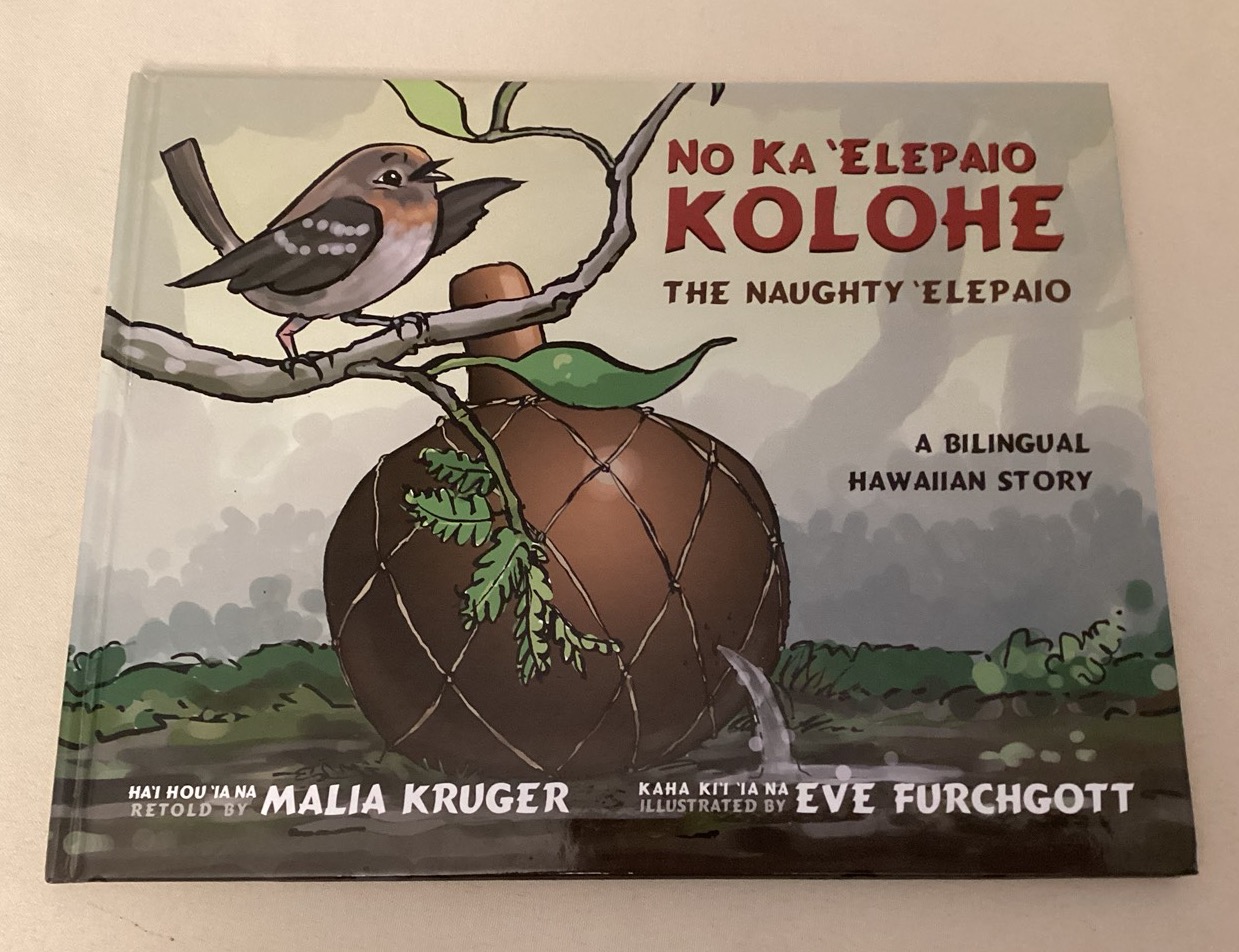 NO KA ‘ELEPAIO
KOLOHE
THE NAUGHTY ‘ELEPAIO
A BILINGUAL
HAWAIIAN STORY
HA‘I HOU ‘IA NA
RETOLD BY MALIA KRUGER
KAHA KI‘I ‘IA NA
ILLUSTRATED BY EVE FURCHGOTT